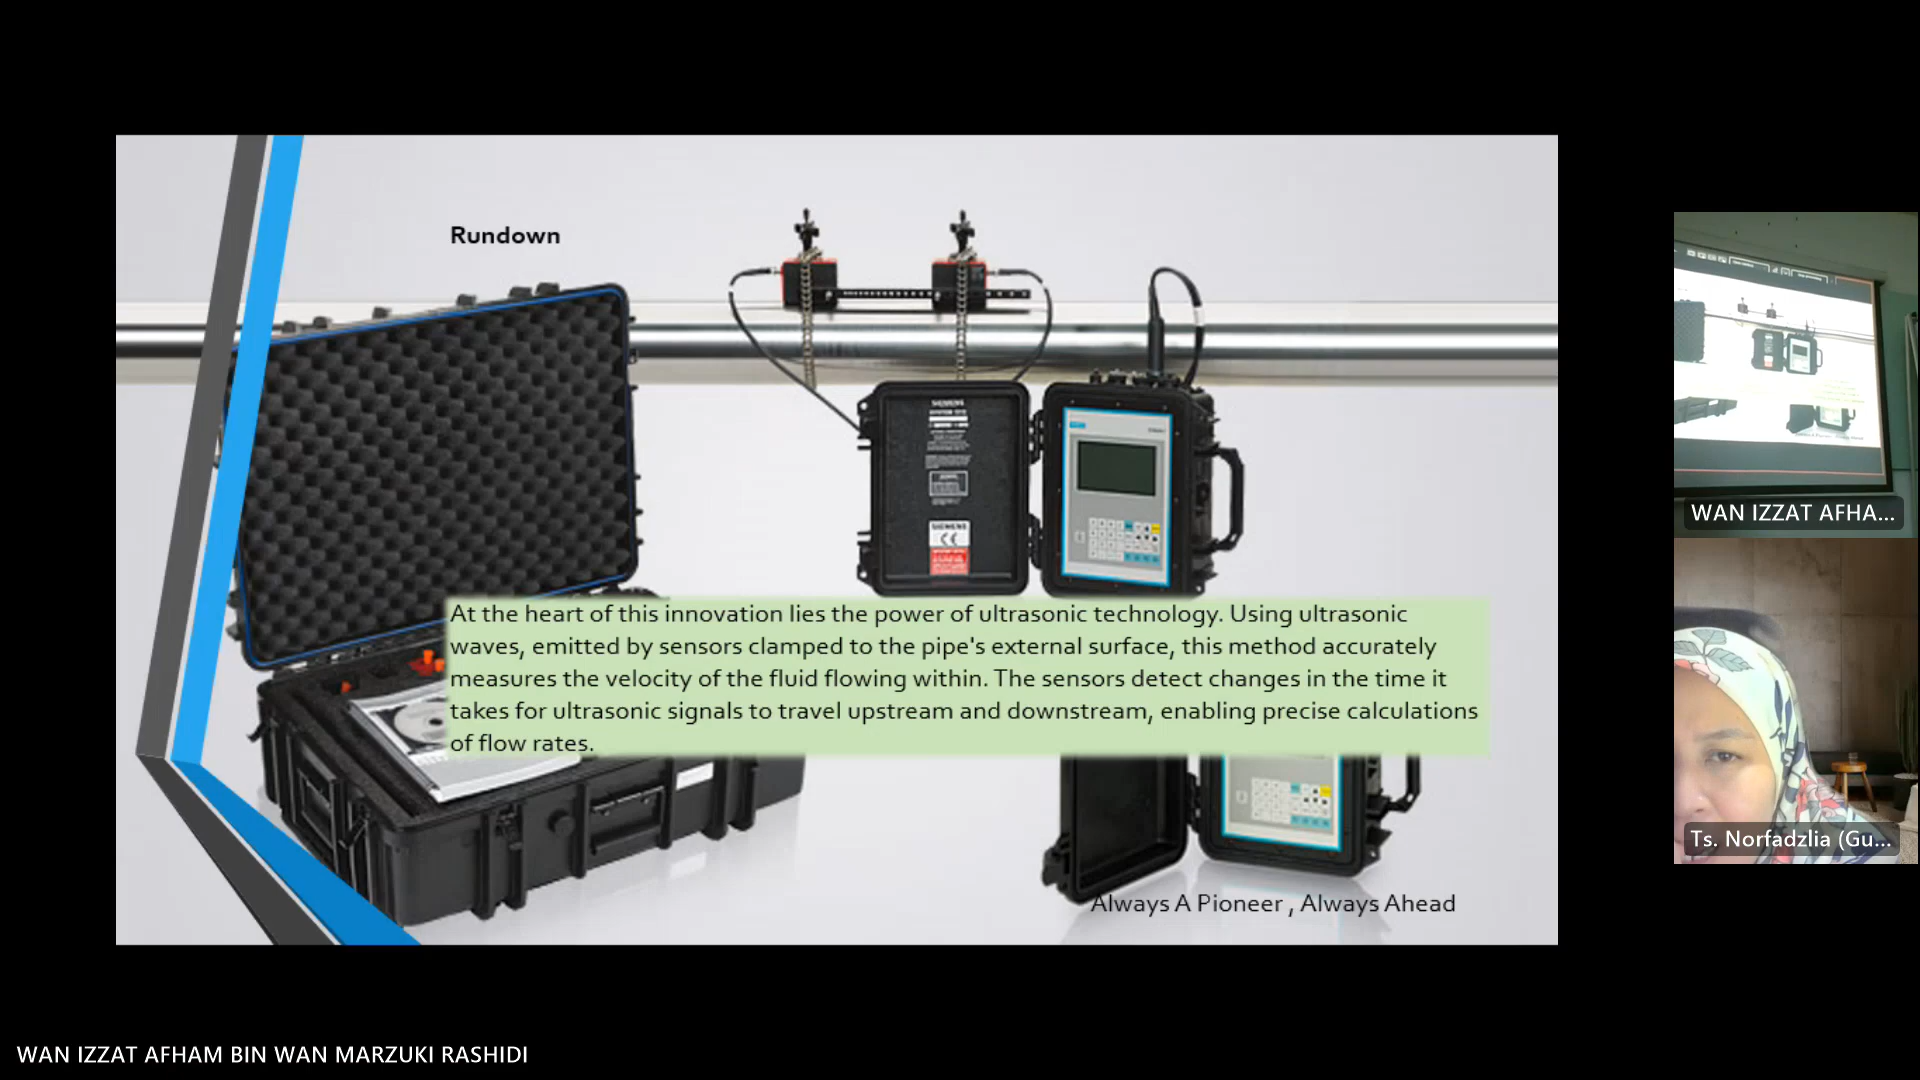 Rundown
SIEMENS
SIEMENS
CE
At the heart of this innovation lies the power of ultrasonic technology. Using ultrasonic
waves, emitted by sensors clamped to the pipe's external surface, this method accurately
measures the velocity of the fluid flowing within. The sensors detect changes in the time it
takes for ultrasonic signals to travel upstream and downstream, enabling precise calculations
of flow rates.
Always A Pioneer , Always Ahead
WAN IZZAT AFHA...
Ts. Norfadzlia (Gu...
WAN IZZAT AFHAM BIN WAN MARZUKI RASHIDI